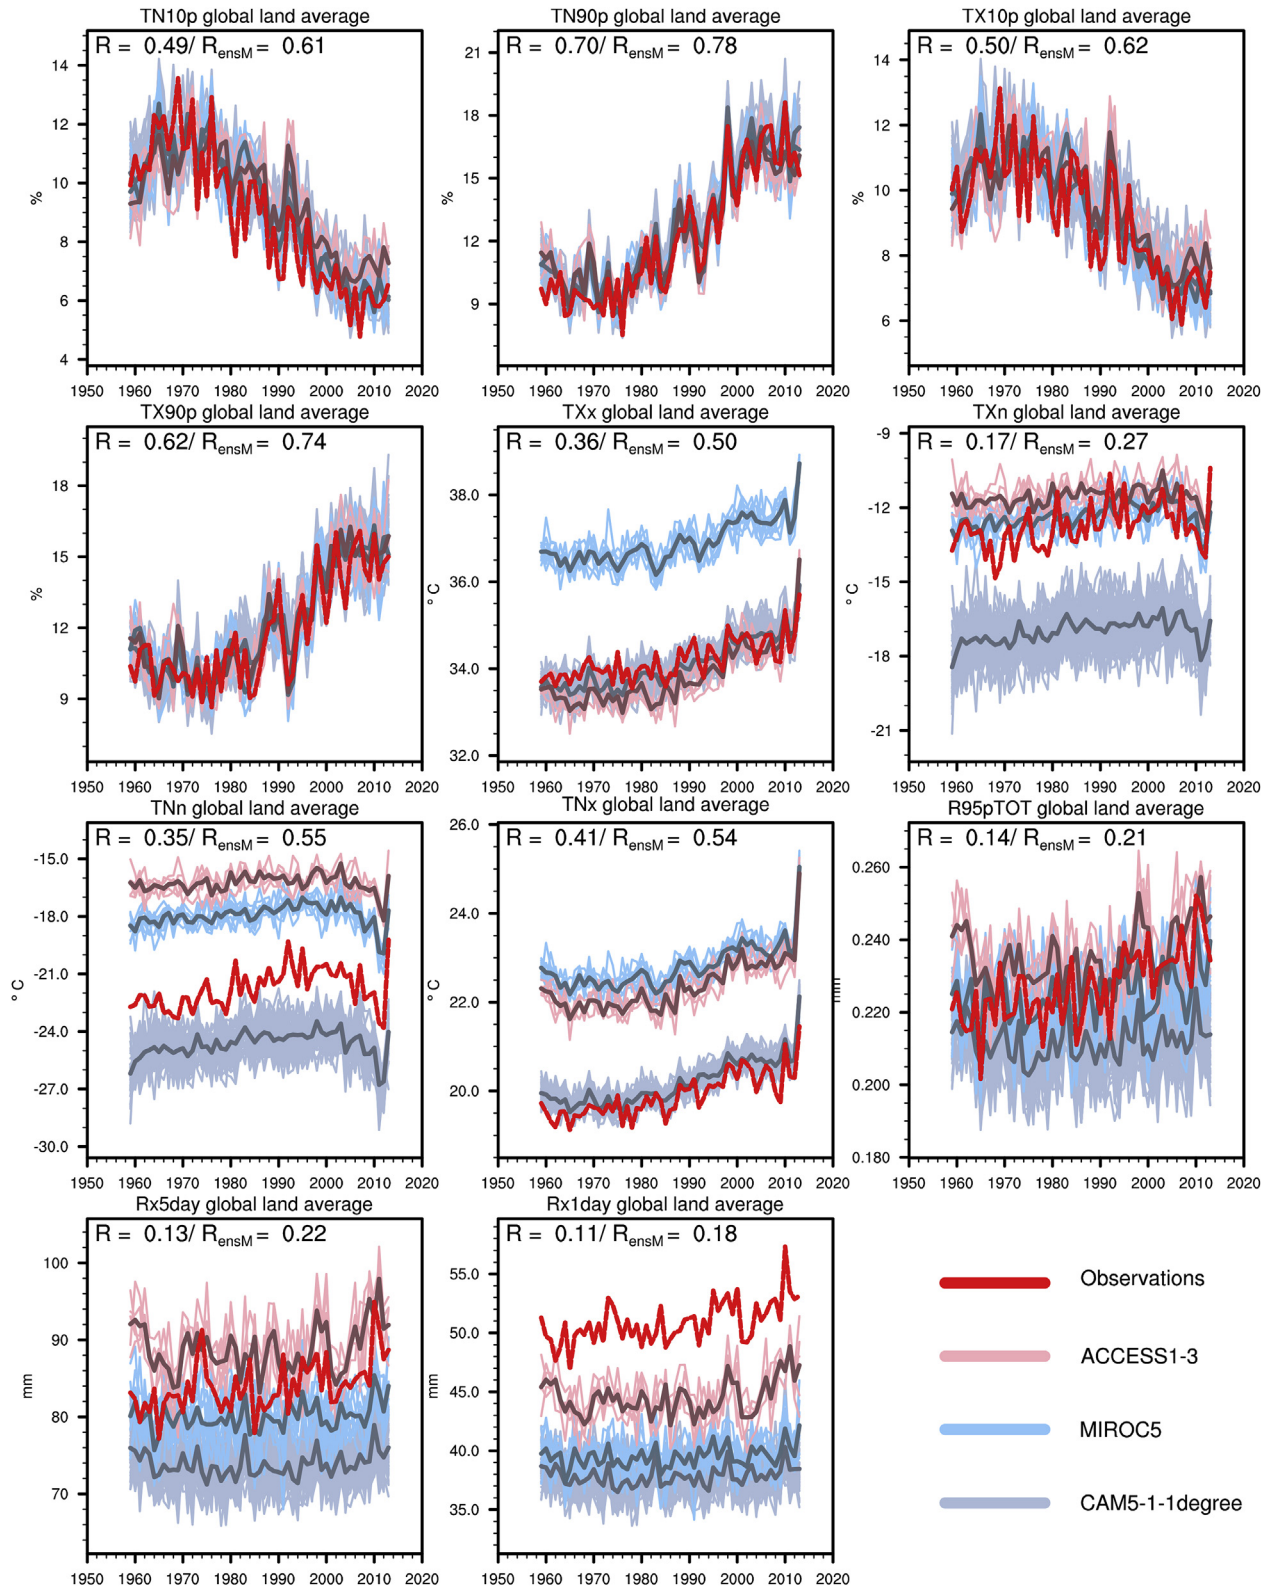 TN10p global land average
R = 0.49/ RensM = 0.61
14
12
10
8
6
4
%
1950 1960 1970 1980 1990 2000 2010 2020
TN90p global land average
R = 0.70/ RensM = 0.78
21
18
15
12
9
%
1950 1960 1970 1980 1990 2000 2010 2020
TX10p global land average
R = 0.50/ RensM = 0.62
14
12
10
8
6
%
1950 1960 1970 1980 1990 2000 2010 2020
TX90p global land average
R = 0.62/ RensM = 0.74
18
15
12
9
%
1950 1960 1970 1980 1990 2000 2010 2020
TXx global land average
R = 0.36/ RensM = 0.50
38.0
36.0
34.0
32.0
° C
1950 1960 1970 1980 1990 2000 2010 2020
TXn global land average
R = 0.17/ RensM = 0.27
-9
-12
-15
-18
-21
° C
1950 1960 1970 1980 1990 2000 2010 2020
TNn global land average
R = 0.35/ RensM = 0.55
-15.0
-18.0
-21.0
-24.0
-27.0
-30.0
° C
1950 1960 1970 1980 1990 2000 2010 2020
TNx global land average
R = 0.41/ RensM = 0.54
26.0
24.0
22.0
20.0
° C
1950 1960 1970 1980 1990 2000 2010 2020
R95pTOT global land average
R = 0.14/ RensM = 0.21
0.260
0.240
0.220
0.200
0.180
mm
1950 1960 1970 1980 1990 2000 2010 2020
Rx5day global land average
R = 0.13/ RensM = 0.22
100
90
80
70
mm
1950 1960 1970 1980 1990 2000 2010 2020
Rx1day global land average
R = 0.11/ RensM = 0.18
55.0
50.0
45.0
40.0
35.0
mm
1950 1960 1970 1980 1990 2000 2010 2020
Observations
ACCESS1-3
MIROC5
CAM5-1-1degree